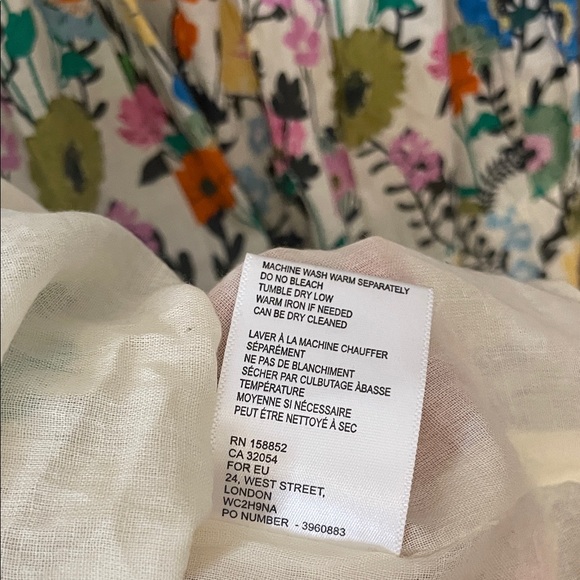 MACHINE WASH WARM SEPARATELY
DO NO BLEACH
TUMBLE DRY LOW
WARM IRON IF NEEDED
CAN BE DRY CLEANED
LAVER À LA MACHINE CHAUFFER
SÉPARÉMENT
NE PAS DE BLANCHIMENT
SÉCHER PAR CULBUTAGE ÀBASSE
TEMPÉRATURE
MOYENNE SI NÉCESSAIRE
PEUT ÉTRE NETTOYÉ À SEC
RN 158852
CA 32054
FOR EU
24, WEST STREET,
LONDON
WC2H9NA
PO NUMBER - 3960883